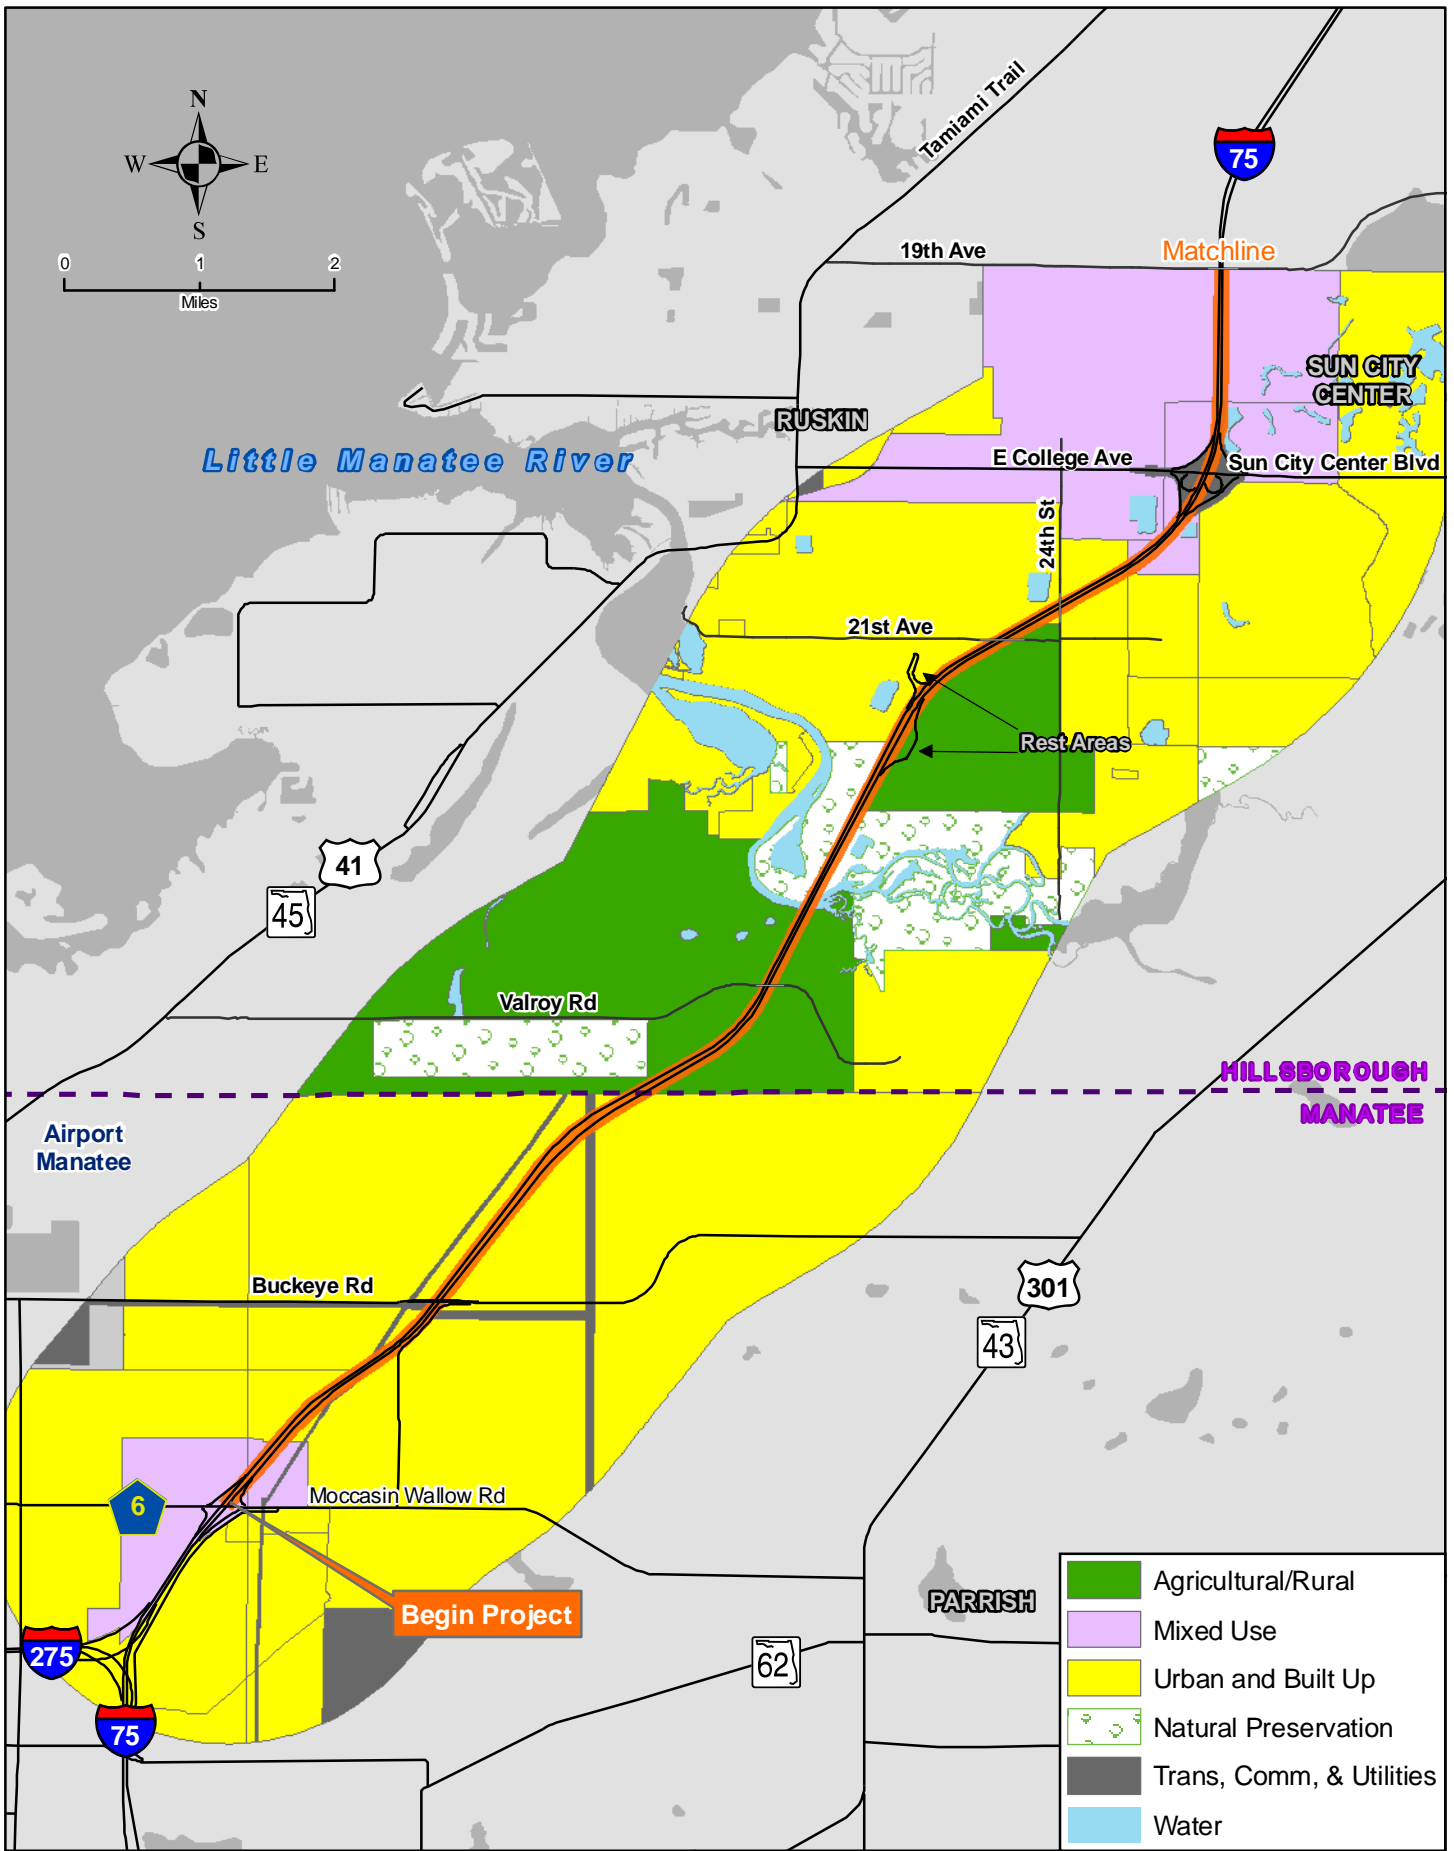 N
W
E
S
0
1
2
Miles
Tamiami Trail
75
19th Ave
Matchline
SUN CITY
CENTER
RUSKIN
Little Manatee River
E College Ave
Sun City Center Blvd
24th St
21st Ave
Rest Areas
41
45
Valroy Rd
HILLSBOROUGH
MANATEE
Airport
Manatee
Buckeye Rd
301
43
6
Moccasin Wallow Rd
Begin Project
PARRISH
275
62
75
Agricultural/Rural
Mixed Use
Urban and Built Up
Natural Preservation
Trans, Comm, & Utilities
Water